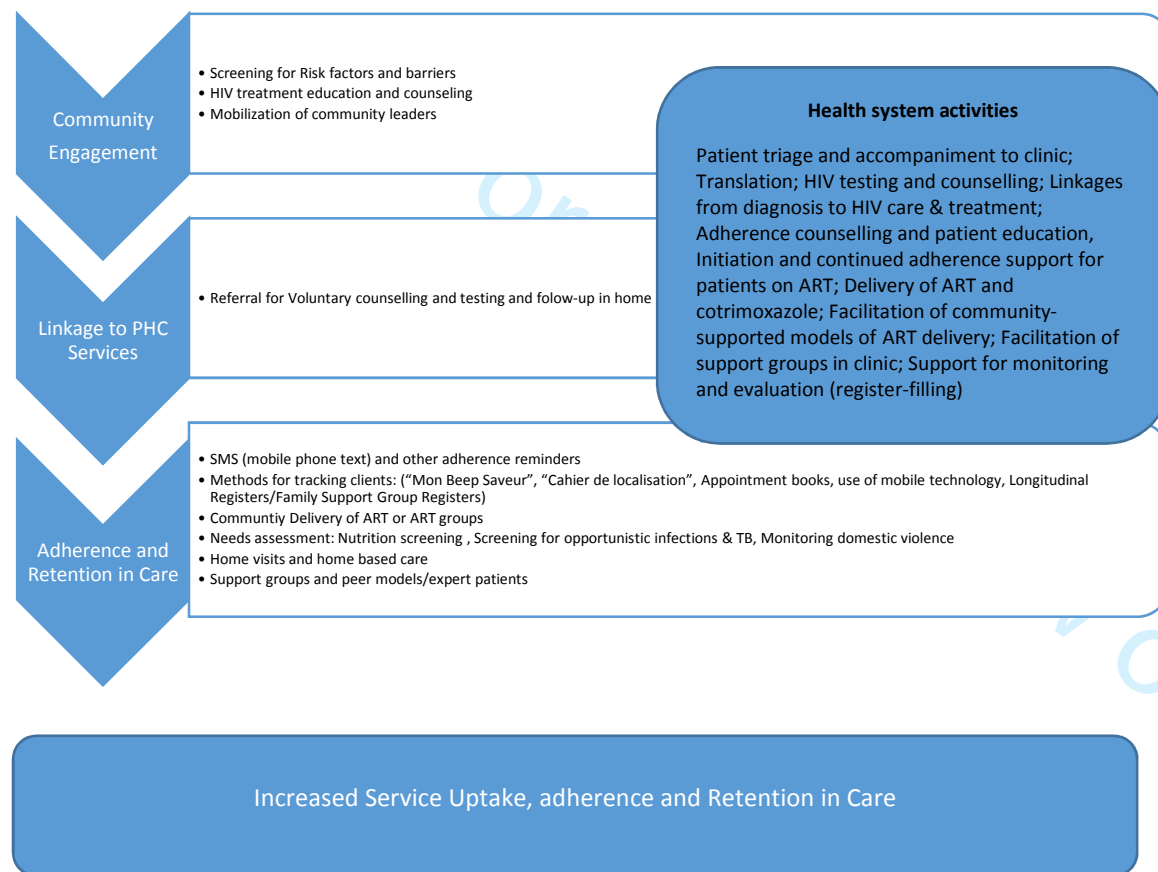 Community
Engagement
• Screening for Risk factors and barriers
• HIV treatment education and counseling
• Mobilization of community leaders
Health system activities
Patient triage and accompaniment to clinic;
Translation; HIV testing and counselling; Linkages
from diagnosis to HIV care & treatment;
Adherence counselling and patient education,
Initiation and continued adherence support for
patients on ART; Delivery of ART and
cotrimoxazole; Facilitation of community-
supported models of ART delivery; Facilitation of
support groups in clinic; Support for monitoring
and evaluation (register-filling)
Linkage to PHC
Services
• Referral for Voluntary counselling and testing and folow-up in home
Adherence and
Retention in Care
• SMS (mobile phone text) and other adherence reminders
• Methods for tracking clients: (“Mon Beep Saveur”, “Cahier de localisation”, Appointment books, use of mobile technology, Longitudinal
Registers/Family Support Group Registers)
• Communtiy Delivery of ART or ART groups
• Needs assessment: Nutrition screening , Screening for opportunistic infections & TB, Monitoring domestic violence
• Home visits and home based care
• Support groups and peer models/expert patients
Increased Service Uptake, adherence and Retention in Care